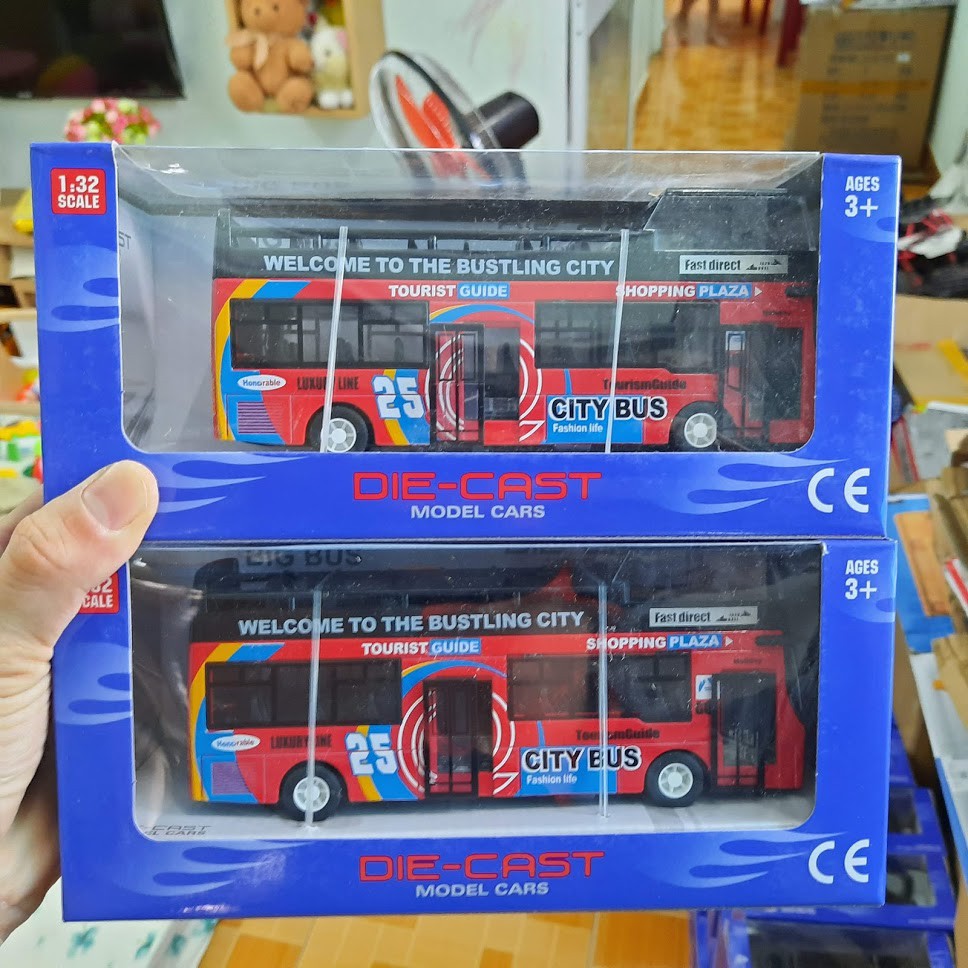 1:32
SCALE
AGES
3+
WELCOME TO THE BUSTLING CITY
Fast direct
TOURIST GUIDE
SHOPPING PLAZA
Honorable
LUXURY LINE
25
TourismGuide
CITY BUS
Fashion life
DIE-CAST
MODEL CARS
CE
BIG BUS
32
CALE
AGES
3+
WELCOME TO THE BUSTLING CITY
Fast direct
TOURIST GUIDE
SHOPPING PLAZA
Honorable
LUXURY LINE
25
TourismGuide
CITY BUS
Fashion life
DIE-CAST
MODEL CARS
CE